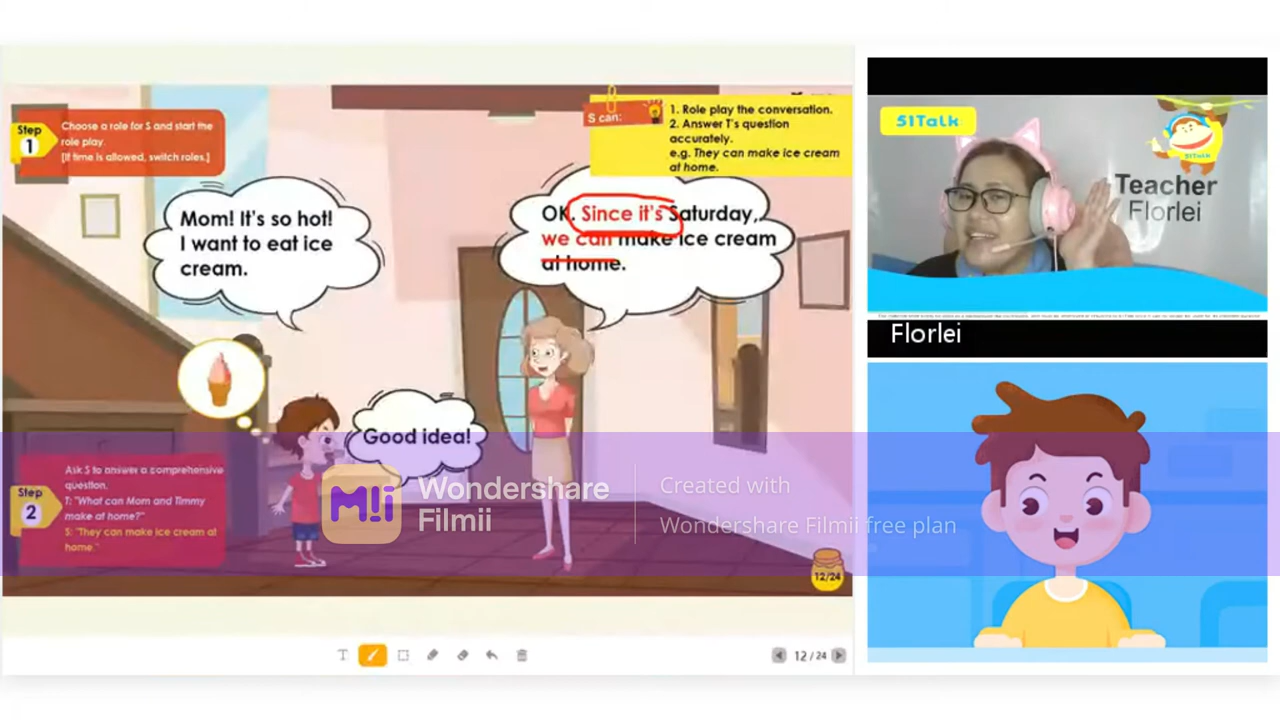 Step
1
Choose a role for S and start the
role play.
[If time is allowed, switch roles.]
S can:
1. Role play the conversation.
2. Answer T's question
accurately.
e.g. They can make ice cream
at home.
Mom! It's so hot!
I want to eat ice
cream.
OK. Since it's Saturday,
we can make ice cream
at home.
Good idea!
Step
2
Ask S to answer a comprehensive
question.
T: "What can Mom and Timmy
make at home?"
S: "They can make ice cream at
home."
12/24
T
12 / 24
51Talk
51Talk
Teacher
Florlei
Florlei
Wondershare
Filmii
Created with
Wondershare Filmii free plan